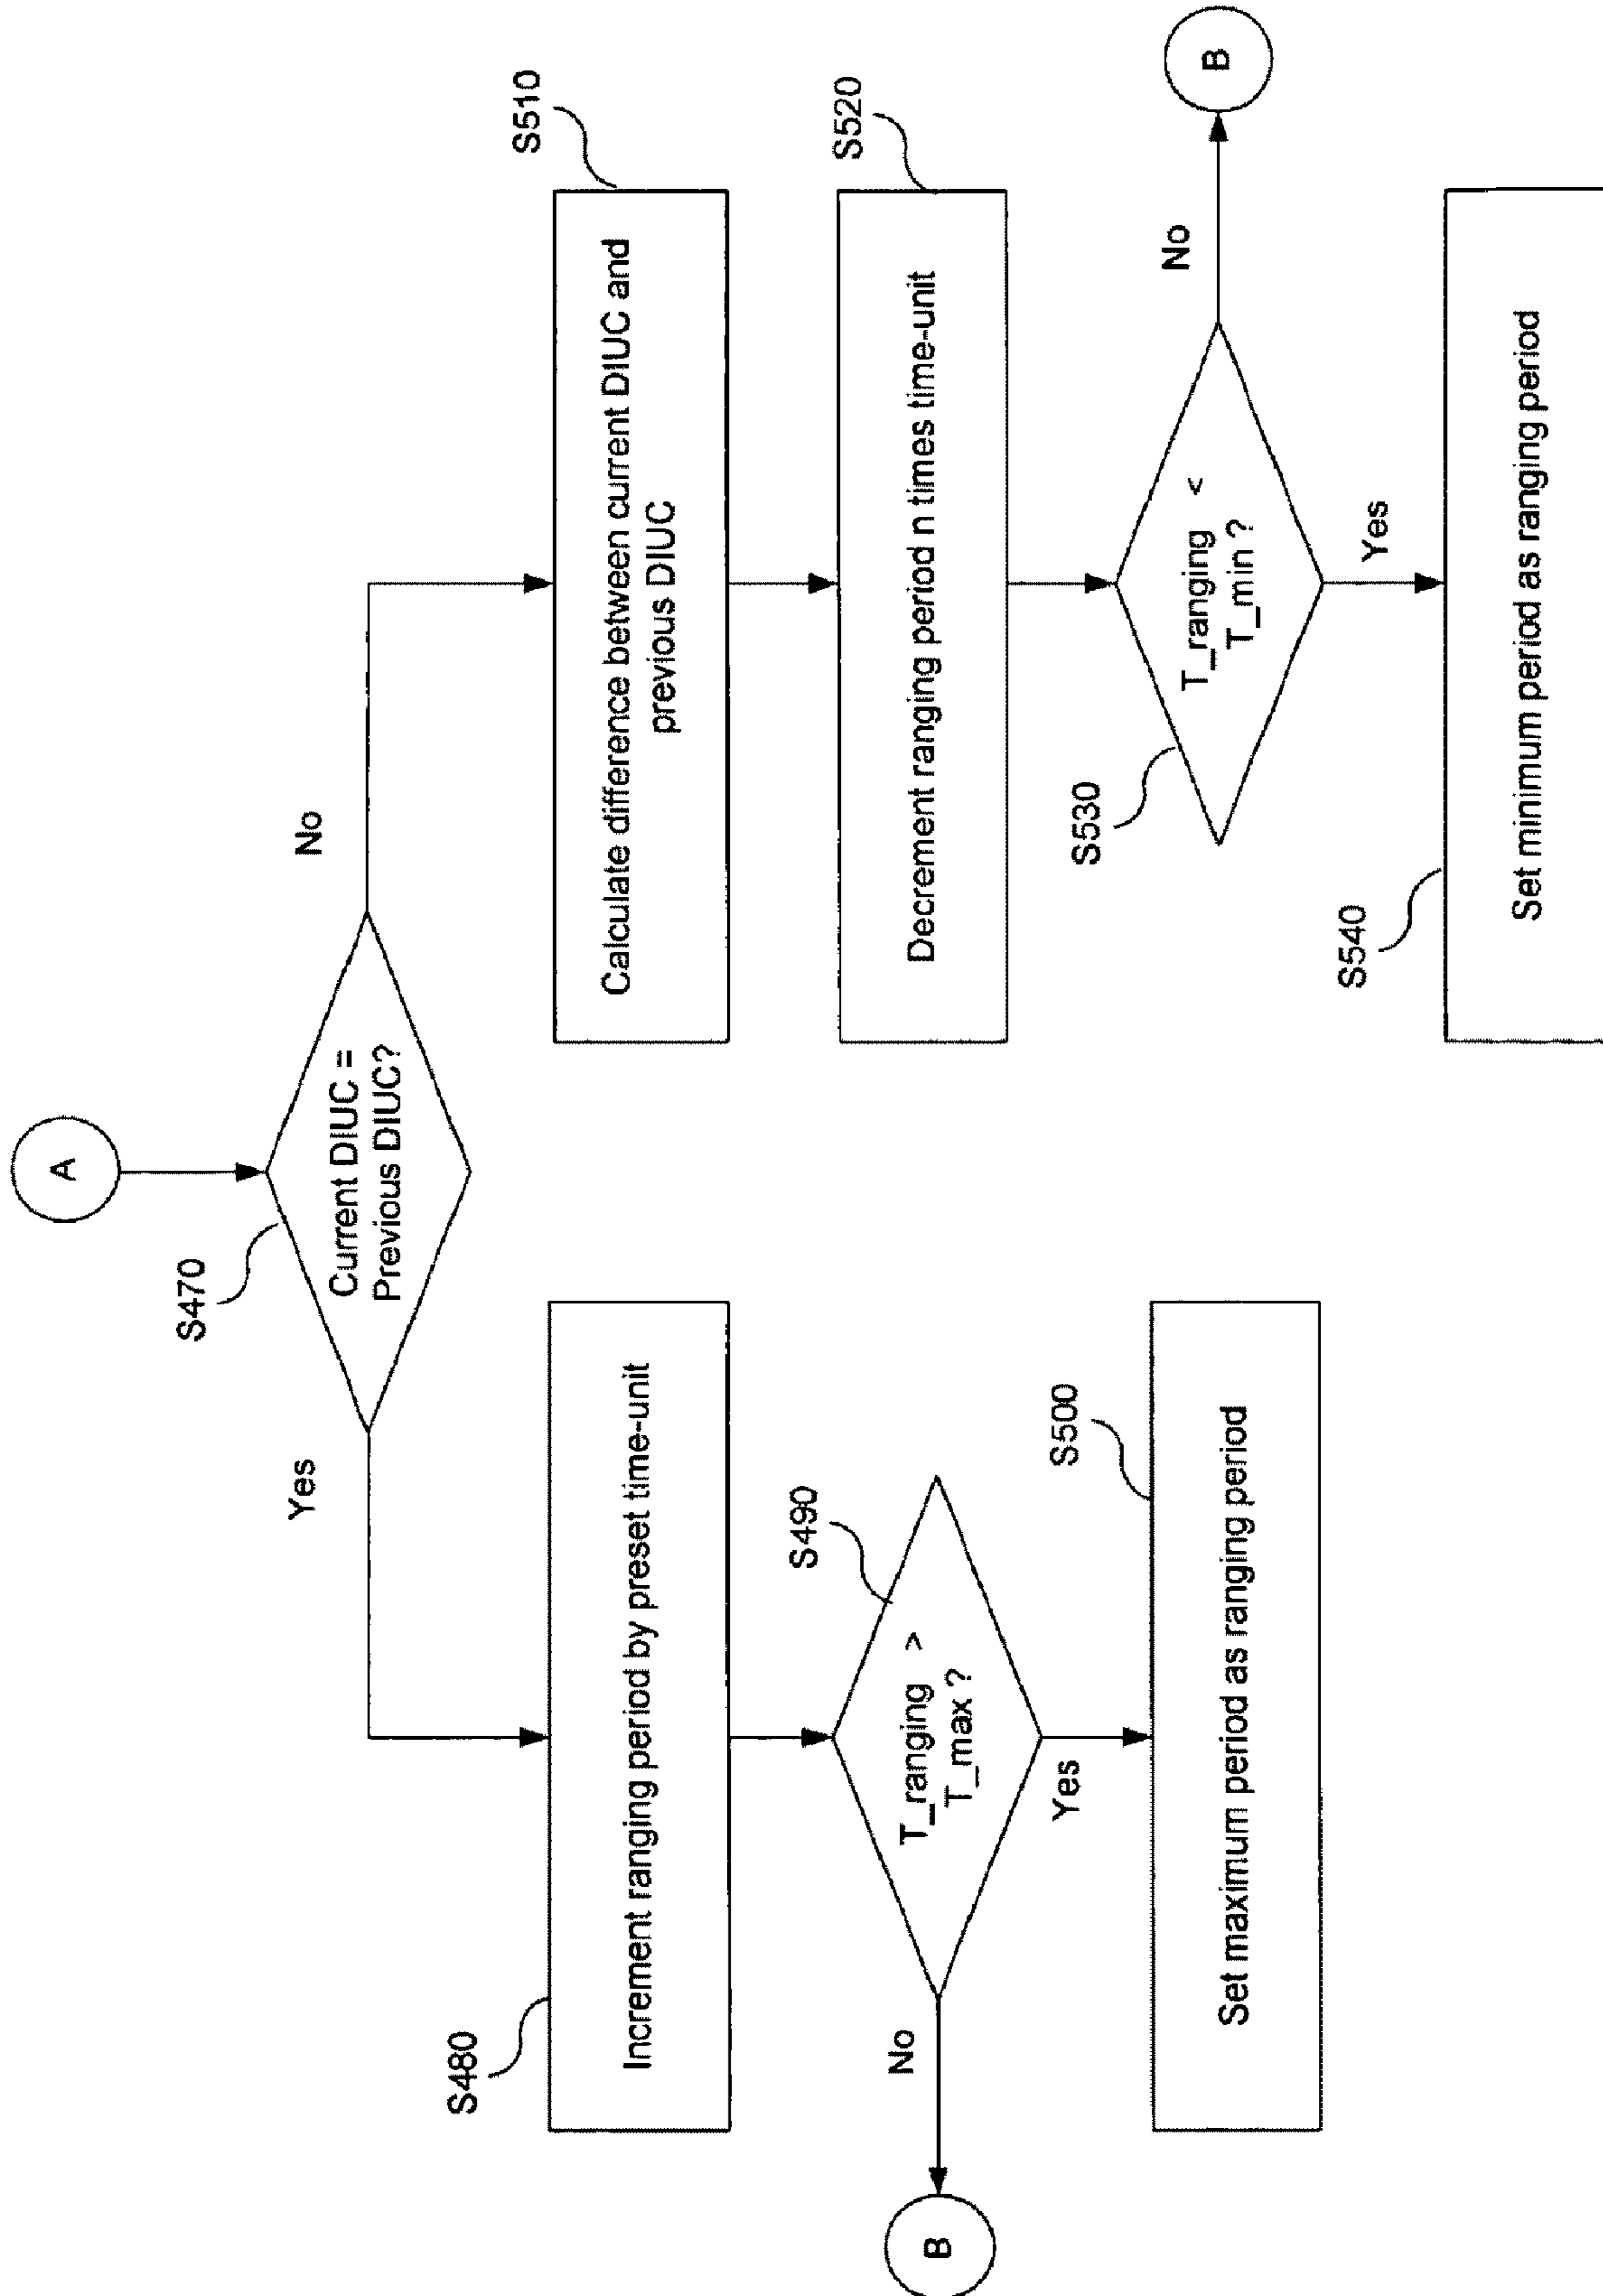 A
S470
Current DIUC =
Previous DIUC?
Yes
No
S480
Increment ranging period by preset time-unit
S490
T_ranging >
T_max ?
No
B
Yes
S500
Set maximum period as ranging period
S510
Calculate difference between current DIUC and
previous DIUC
S520
Decrement ranging period n times time-unit
S530
T_ranging <
T_min ?
No
B
Yes
S540
Set minimum period as ranging period